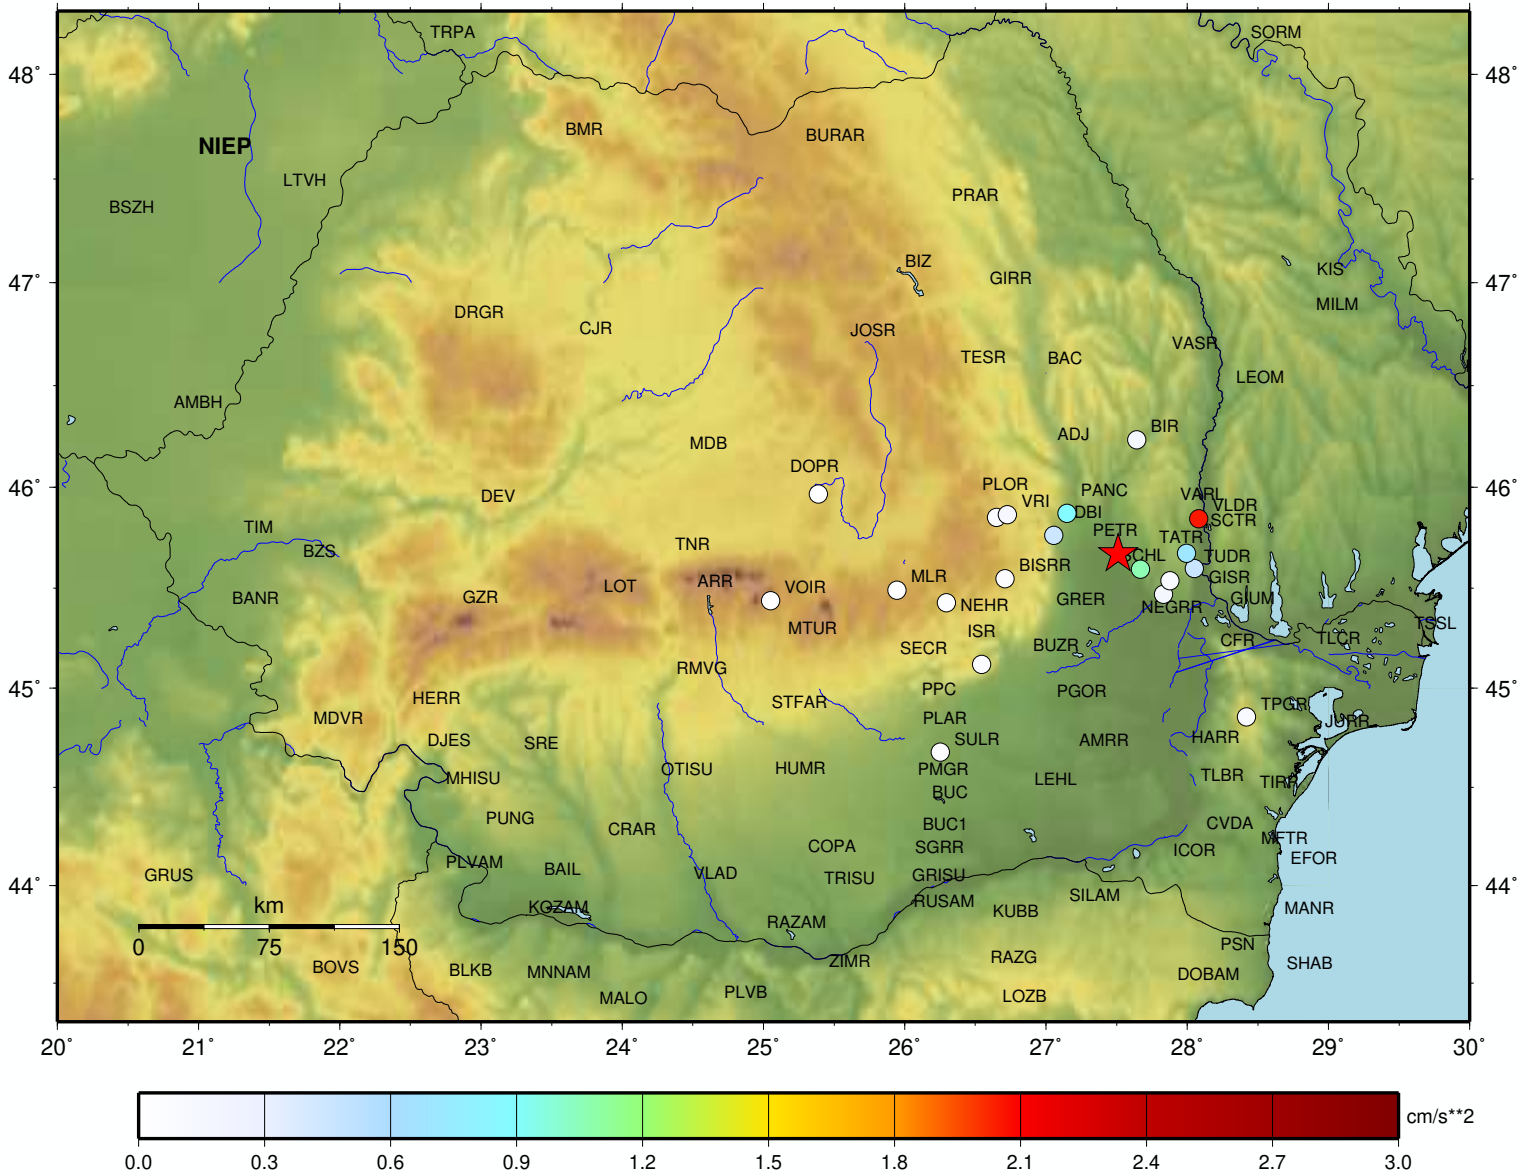 TRPA
SORM
48° 48°
BMR
BURAR
NIEP
LTVH
PRAR
BSZH
BIZ
KIS
GIRR
47° 47°
MILM
DRGR
CJR
JOSR
VASR
TESR
BAC
LEOM
AMBH
BIR
ADJ
MDB
DOPR
PLOR
PANC
46° 46°
DEV
VRI
VARL
VLDR
DBI
SCTR
TIM
PETR
TATR
BZS
TNR
SCHL
TUDR
BISRR
MLR
GISR
ARR
VOIR
LOT
BANR
GZR
GRER
GIUM
NEHR
NEGRR
TSSL
MTUR
ISR
CFR
TLCR
SECR
BUZR
RMVG
45° 45°
PPC
PGOR
HERR
STFAR
TPGR
MDVR
PLAR
JURR
DJES
SRE
SULR
AMRR
HARR
OTISU
HUMR
PMGR
MHISU
LEHL
TLBR
TIRR
BUC
PUNG
CRAR
BUC1
CVDA
MFTR
COPA
SGRR
ICOR
EFOR
PLVAM
BAIL
VLAD
GRUS
TRISU
GRISU
44° 44°
SILAM
RUSAM
KOZAM
KUBB
MANR
km
RAZAM
0 75 150
PSN
BOVS
BLKB
MNNAM
ZIMR
RAZG
SHAB
DOBAM
MALO
PLVB
LOZB
20° 21° 22° 23° 24° 25° 26° 27° 28° 29° 30°
cm/s**2
0.0 0.3 0.6 0.9 1.2 1.5 1.8 2.1 2.4 2.7 3.0